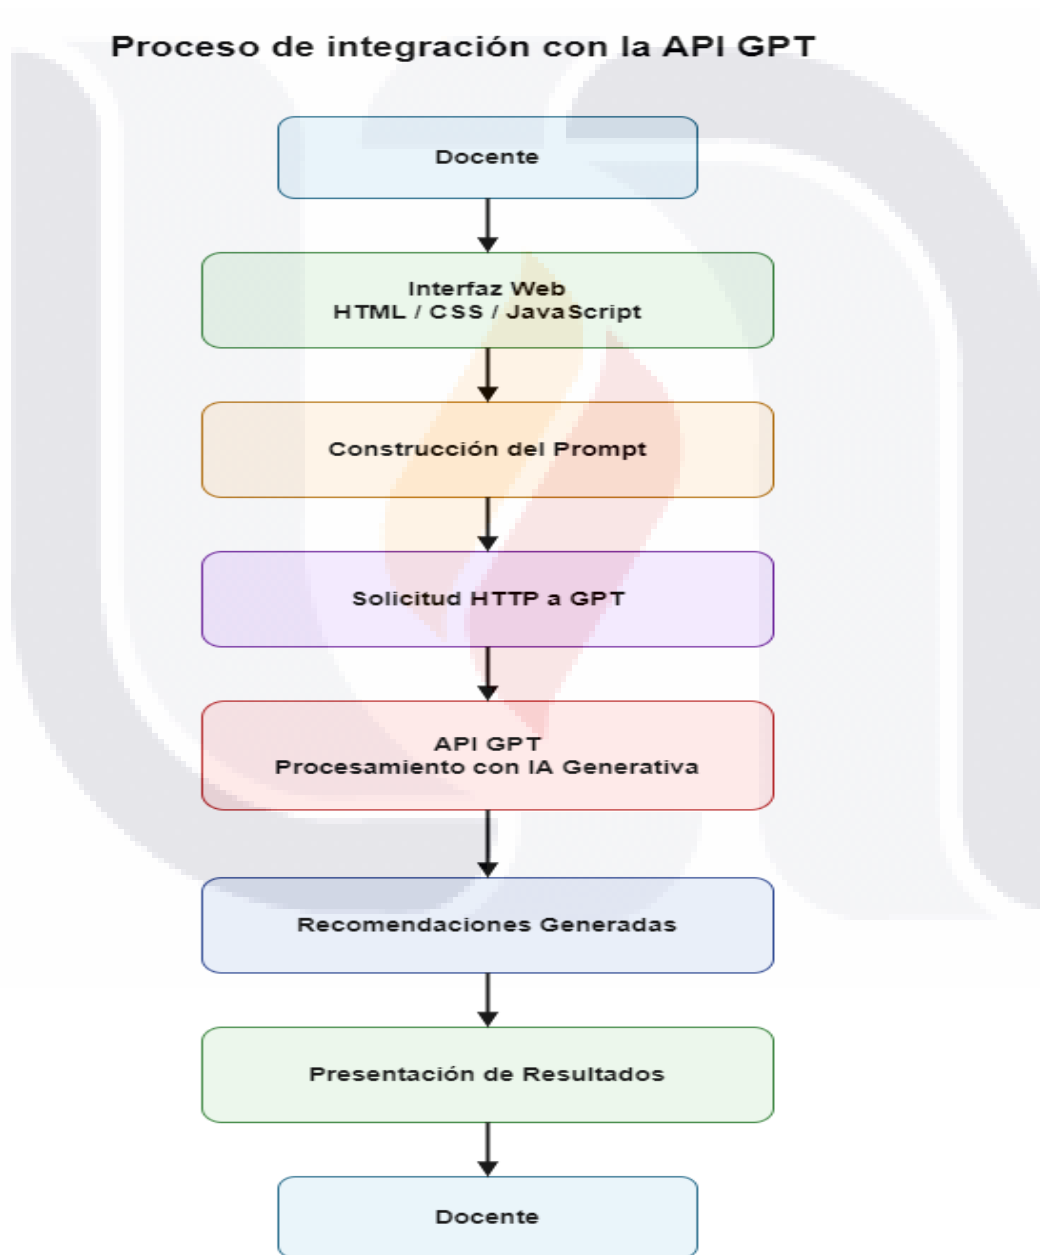 Proceso de integración con la API GPT
Docente
Interfaz Web
HTML / CSS / JavaScript
Construcción del Prompt
Solicitud HTTP a GPT
API GPT
Procesamiento con IA Generativa
Recomendaciones Generadas
Presentación de Resultados
Docente